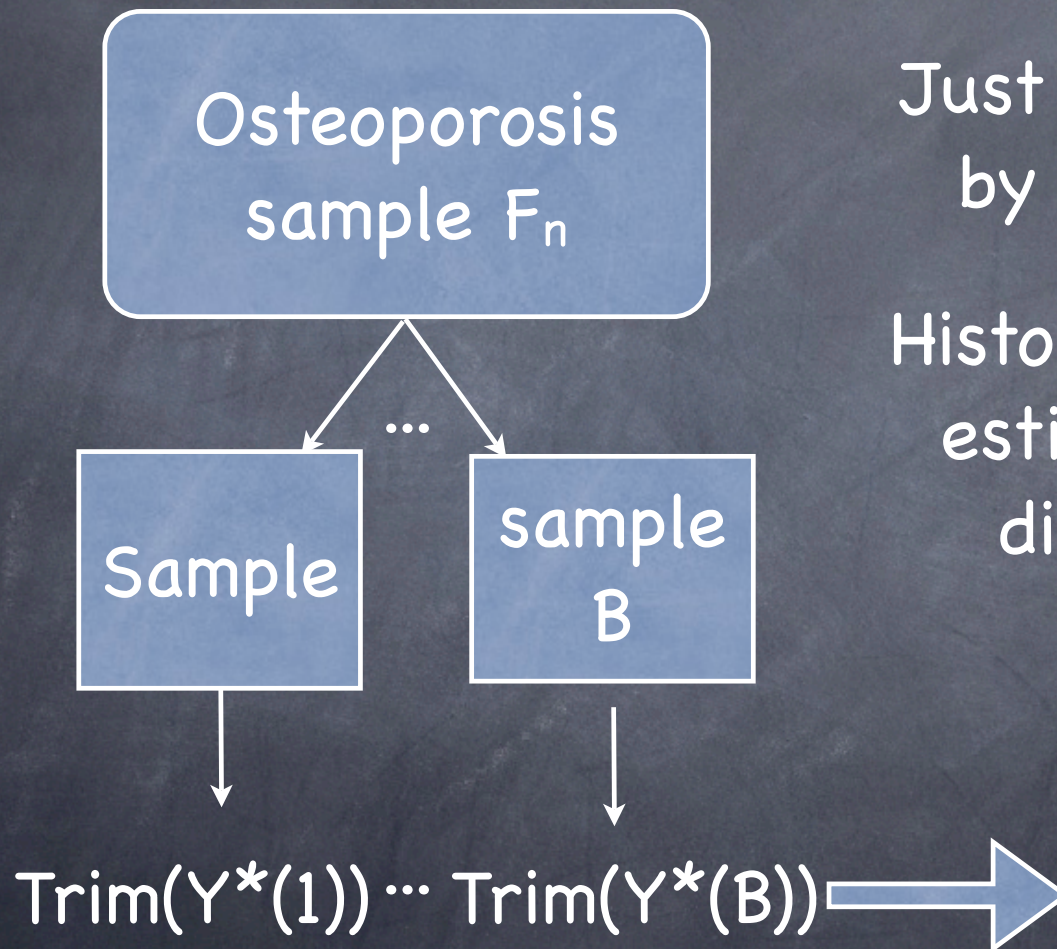 Osteoporosis
sample Fₙ
...
Sample
sample
B
Trim(Y*(1)) ... Trim(Y*(B))
Just
by
Histo
esti
di